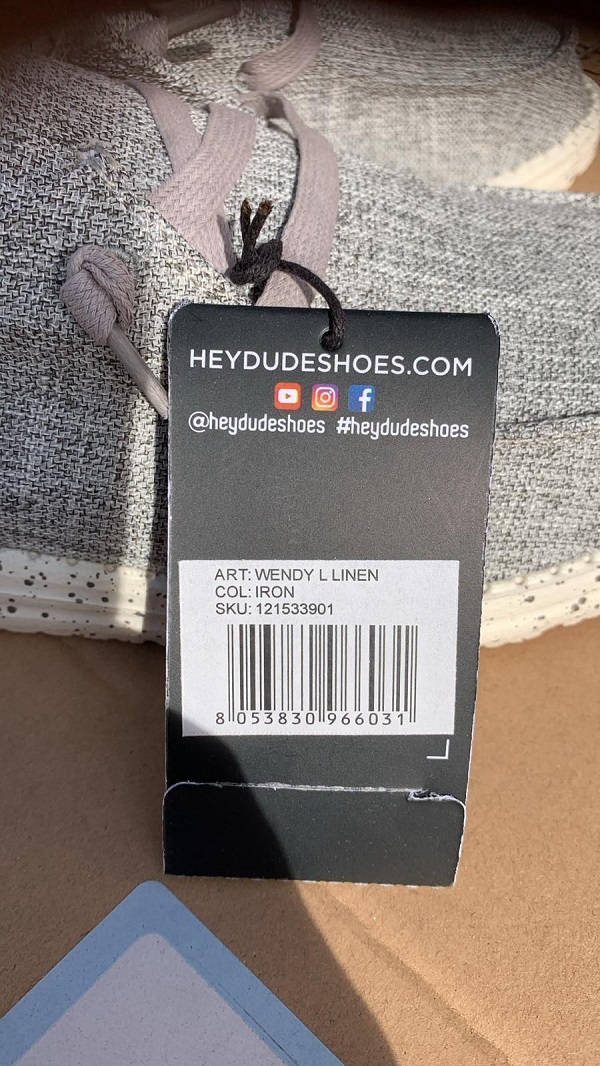 HEYDUDESHOES.COM
@heydudeshoes #heydudeshoes
ART: WENDY L LINEN
COL: IRON
SKU: 121533901
8 053830 966031